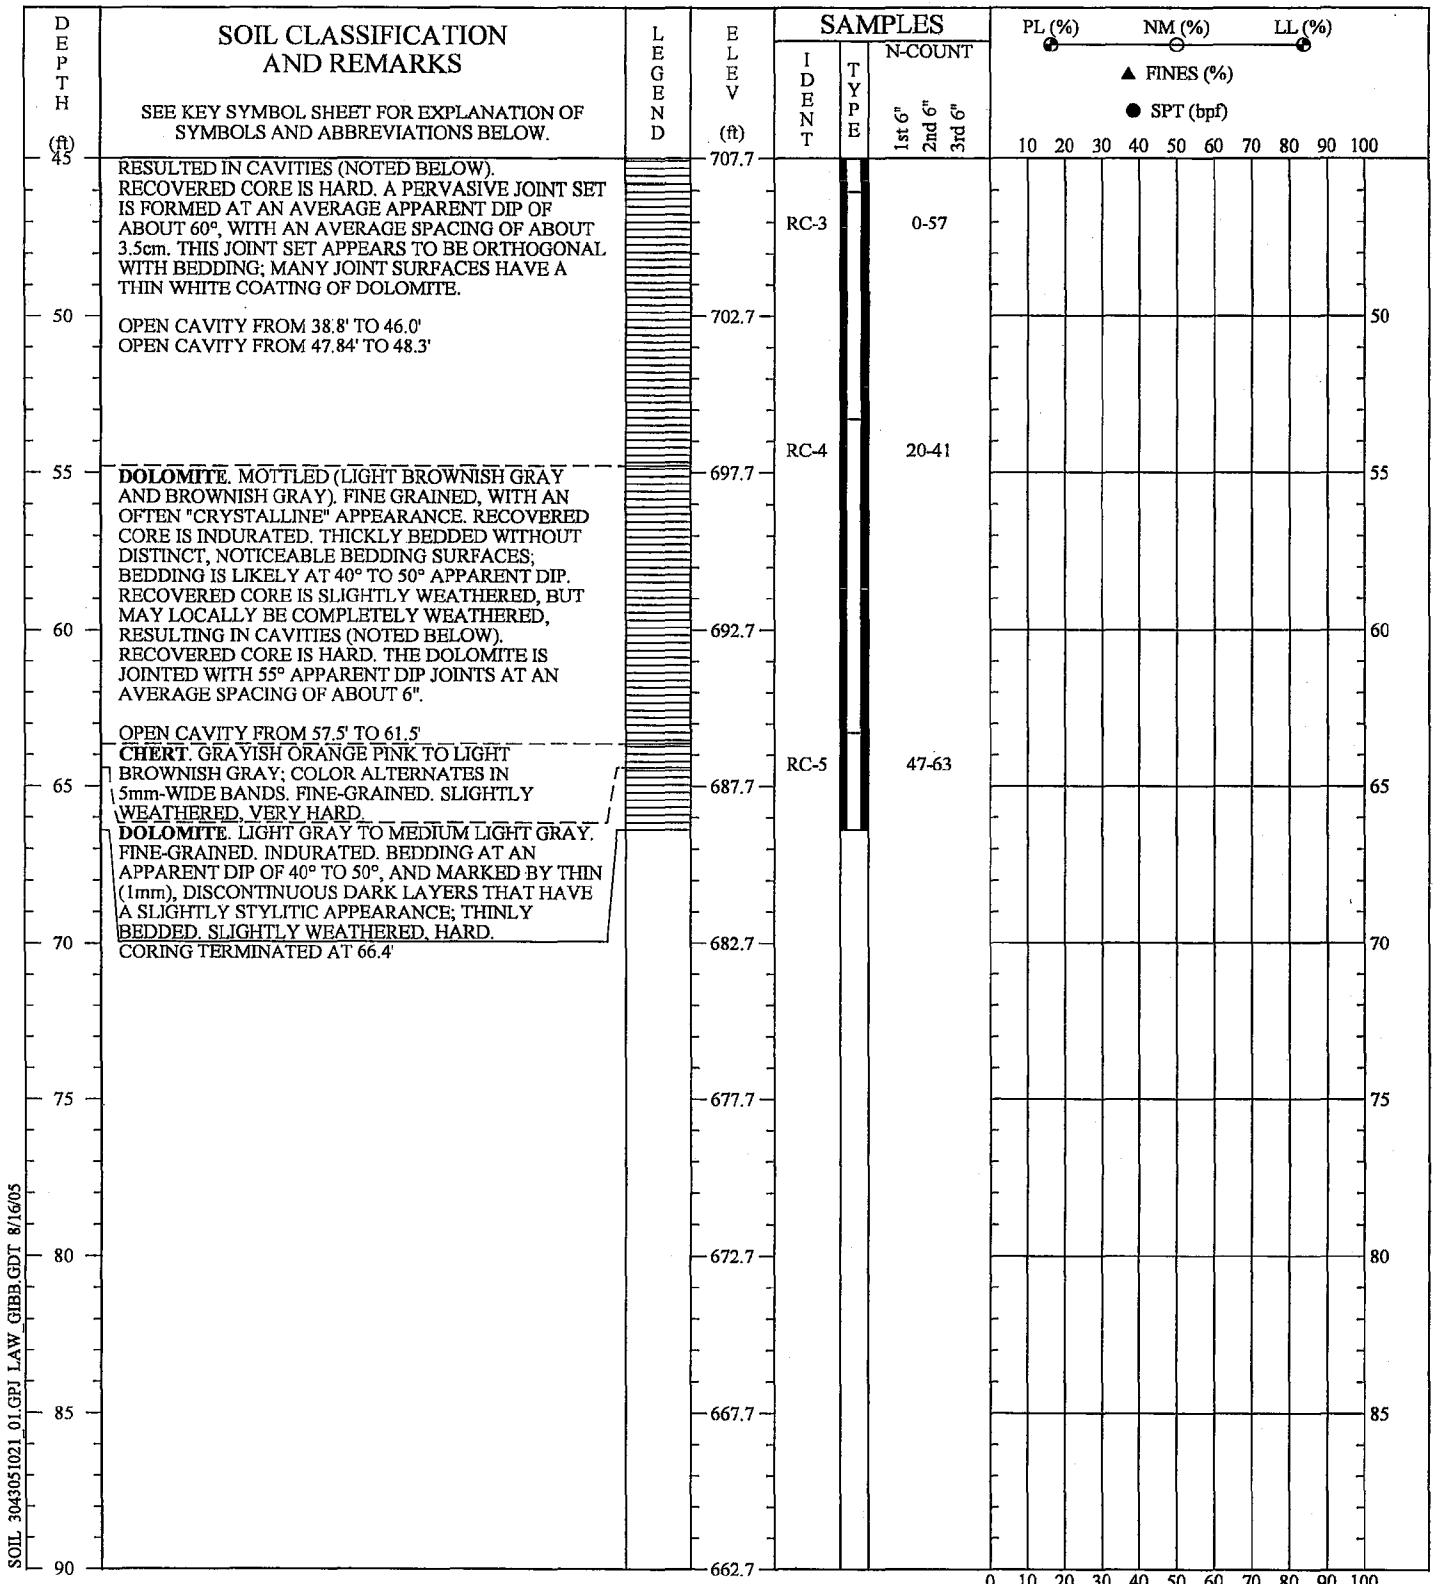 DEPTH (ft)
SOIL CLASSIFICATION
AND REMARKS
SEE KEY SYMBOL SHEET FOR EXPLANATION OF
SYMBOLS AND ABBREVIATIONS BELOW.
LEGEND
ELEV (ft)
SAMPLES
IDENT
TYPE
N-COUNT
1st 6"
2nd 6"
3rd 6"
PL (%) NM (%) LL (%)
▲ FINES (%)
● SPT (bpf)
10 20 30 40 50 60 70 80 90 100
45
RESULTED IN CAVITIES (NOTED BELOW).
RECOVERED CORE IS HARD. A PERVASIVE JOINT SET
IS FORMED AT AN AVERAGE APPARENT DIP OF
ABOUT 60°, WITH AN AVERAGE SPACING OF ABOUT
3.5cm. THIS JOINT SET APPEARS TO BE ORTHOGONAL
WITH BEDDING; MANY JOINT SURFACES HAVE A
THIN WHITE COATING OF DOLOMITE.
707.7
RC-3 0-57
50
OPEN CAVITY FROM 38.8' TO 46.0'
OPEN CAVITY FROM 47.84' TO 48.3'
702.7
50
RC-4 20-41
55
DOLOMITE. MOTTLED (LIGHT BROWNISH GRAY
AND BROWNISH GRAY). FINE GRAINED, WITH AN
OFTEN "CRYSTALLINE" APPEARANCE. RECOVERED
CORE IS INDURATED. THICKLY BEDDED WITHOUT
DISTINCT, NOTICEABLE BEDDING SURFACES;
BEDDING IS LIKELY AT 40° TO 50° APPARENT DIP.
RECOVERED CORE IS SLIGHTLY WEATHERED, BUT
MAY LOCALLY BE COMPLETELY WEATHERED,
RESULTING IN CAVITIES (NOTED BELOW).
RECOVERED CORE IS HARD. THE DOLOMITE IS
JOINTED WITH 55° APPARENT DIP JOINTS AT AN
AVERAGE SPACING OF ABOUT 6".
697.7
55
60
692.7
60
OPEN CAVITY FROM 57.5' TO 61.5'
CHERT. GRAYISH ORANGE PINK TO LIGHT
BROWNISH GRAY; COLOR ALTERNATES IN
5mm-WIDE BANDS. FINE-GRAINED. SLIGHTLY
WEATHERED, VERY HARD.
RC-5 47-63
65
687.7
65
DOLOMITE. LIGHT GRAY TO MEDIUM LIGHT GRAY.
FINE-GRAINED. INDURATED. BEDDING AT AN
APPARENT DIP OF 40° TO 50°, AND MARKED BY THIN
(1mm), DISCONTINUOUS DARK LAYERS THAT HAVE
A SLIGHTLY STYLITIC APPEARANCE; THINLY
BEDDED. SLIGHTLY WEATHERED, HARD.
70
CORING TERMINATED AT 66.4'
682.7
70
75
677.7
75
80
672.7
80
85
667.7
85
90
662.7
0 10 20 30 40 50 60 70 80 90 100
SOIL 3043051021_01.GPJ LAW_GIBB.GDT 8/16/05